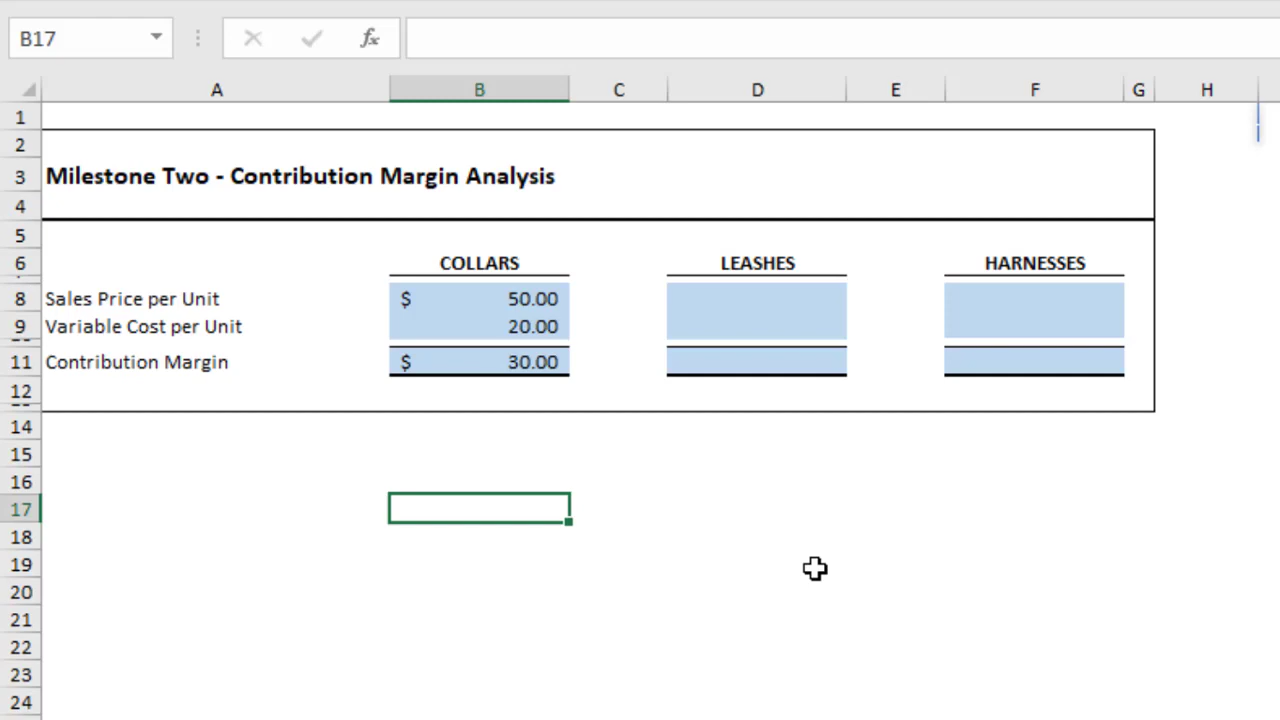 B17 fx
A B C D E F G H
1
2
3 Milestone Two - Contribution Margin Analysis
4
5
6 COLLARS LEASHES HARNESSES
8 Sales Price per Unit $ 50.00
9 Variable Cost per Unit 20.00
11 Contribution Margin $ 30.00
12
14
15
16
17
18
19
20
21
22
23
24